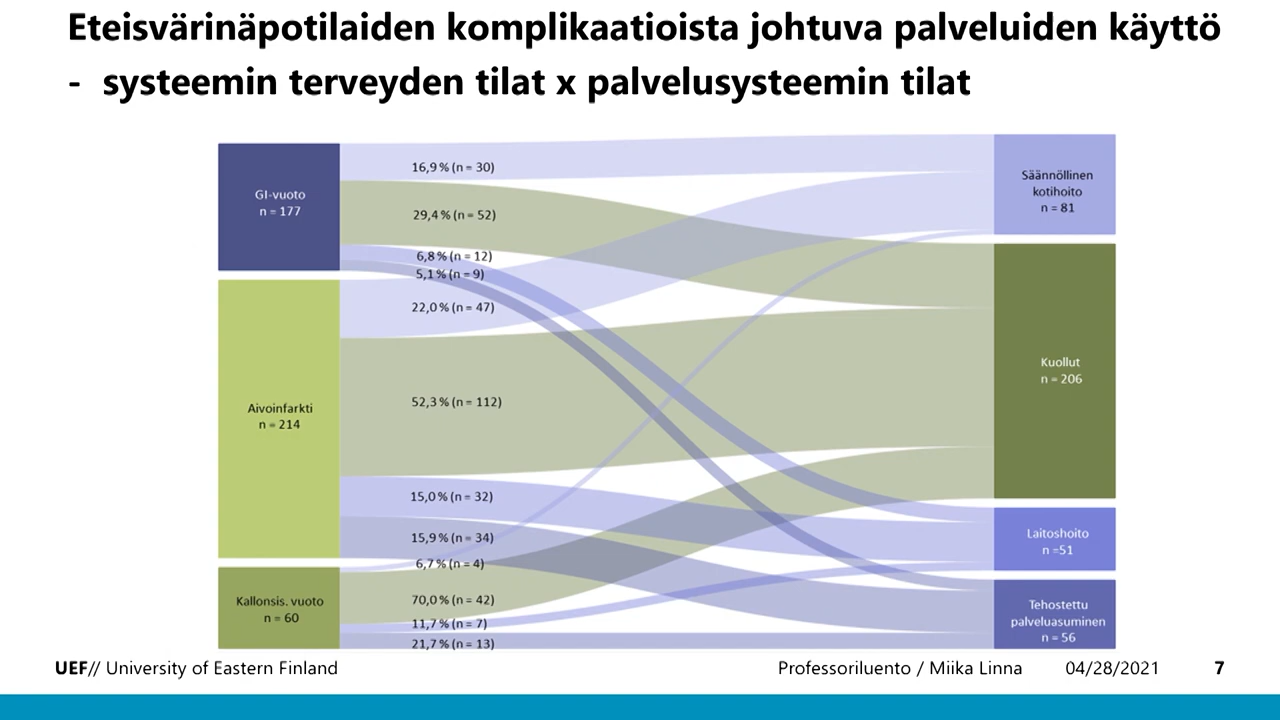 Eteisvärinäpotilaiden komplikaatioista johtuva palveluiden käyttö
- systeemin terveyden tilat x palvelusysteemin tilat
GI-vuoto
n = 177
Aivoinfarkti
n = 214
Kallonsis. vuoto
n = 60
16,9 % (n = 30)
29,4 % (n = 52)
6,8 % (n = 12)
5,1 % (n = 9)
22,0 % (n = 47)
52,3 % (n = 112)
15,0 % (n = 32)
15,9 % (n = 34)
6,7 % (n = 4)
70,0 % (n = 42)
11,7 % (n = 7)
21,7 % (n = 13)
Säännöllinen
kotihoito
n = 81
Kuollut
n = 206
Laitoshoito
n =51
Tehostettu
palveluasuminen
n = 56
UEF// University of Eastern Finland
Professoriluento / Miika Linna
04/28/2021
7